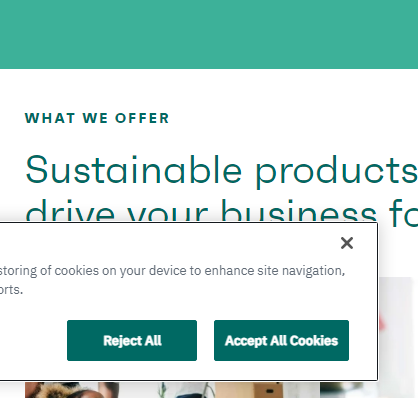 WHAT WE OFFER
Sustainable products
drive your business fo
storing of cookies on your device to enhance site navigation,
orts.
Reject All
Accept All Cookies